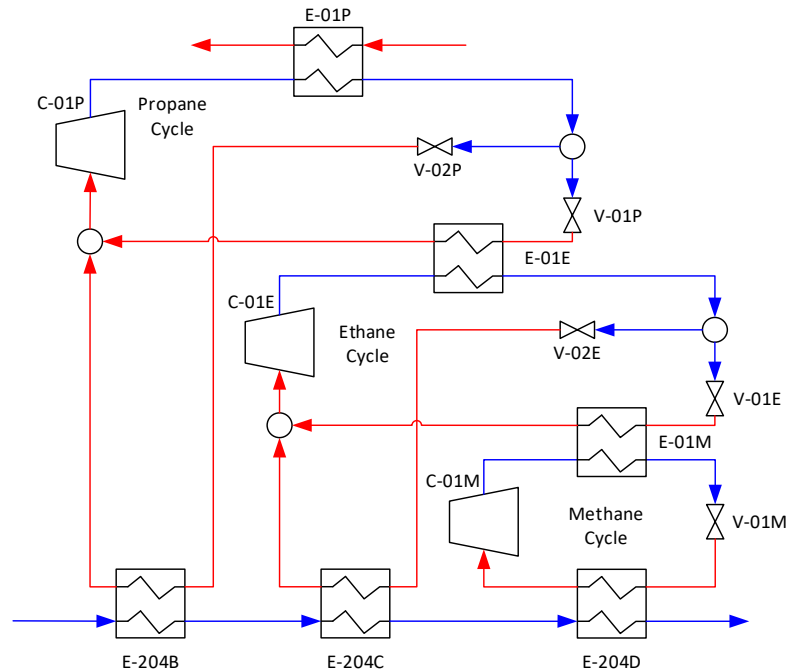 E-01P
C-01P
Propane
Cycle
V-02P
V-01P
E-01E
C-01E
Ethane
Cycle
V-02E
V-01E
E-01M
C-01M
Methane
Cycle
V-01M
E-204B
E-204C
E-204D